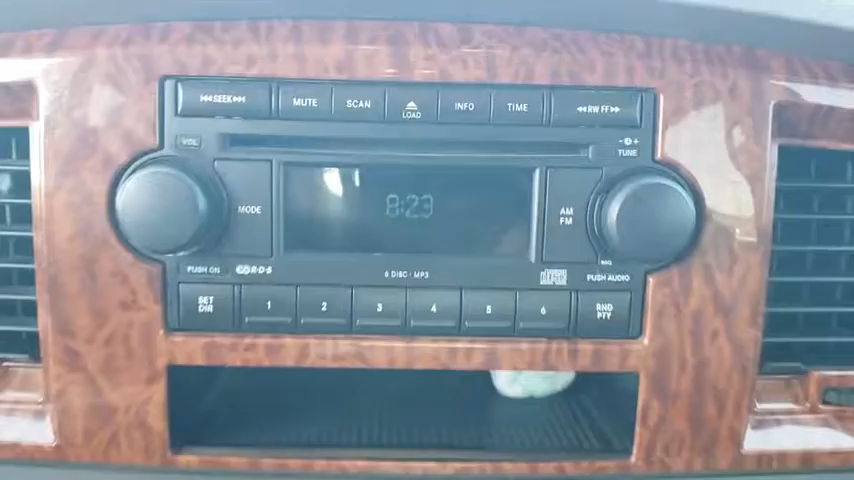 |◀◀SEEK▶▶|
MUTE
SCAN
LOAD
INFO
TIME
◀◀RW FF▶▶
VOL
TUNE
MODE
8:23
AM
FM
PUSH ON
R·D·S
6 DISC · MP3
disc
PUSH AUDIO
SET
DIR
1
2
3
4
5
6
RND
PTY